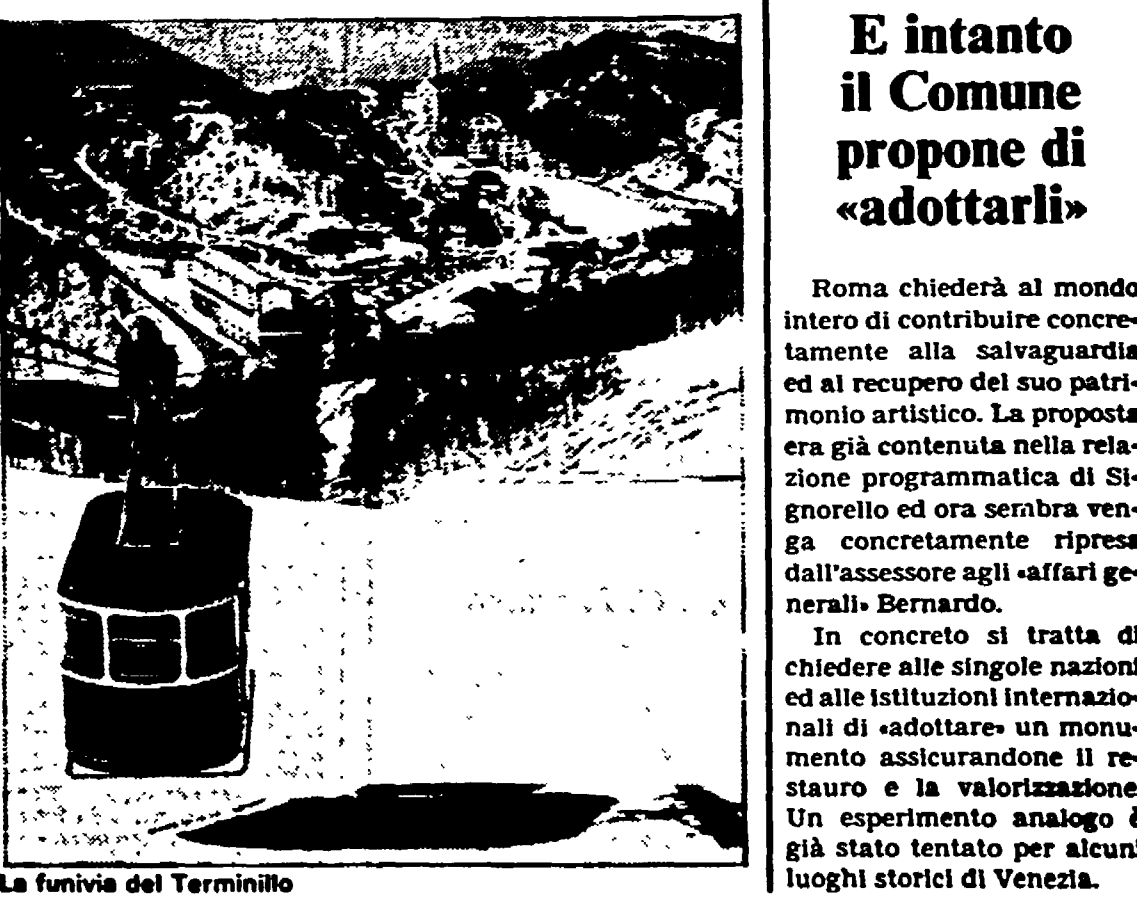 La funivia del Terminillo
E intanto
il Comune
propone di
«adottarli»
Roma chiederà al mondo
intero di contribuire concre-
tamente alla salvaguardia
ed al recupero del suo patri-
monio artistico. La proposta
era già contenuta nella rela-
zione programmatica di Si-
gnorello ed ora sembra ven-
ga concretamente ripresa
dall'assessore agli «affari ge-
nerali» Bernardo.
In concreto si tratta di
chiedere alle singole nazioni
ed alle istituzioni internazio-
nali di «adottare» un monu-
mento assicurandone il re-
stauro e la valorizzazione.
Un esperimento analogo è
già stato tentato per alcuni
luoghi storici di Venezia.